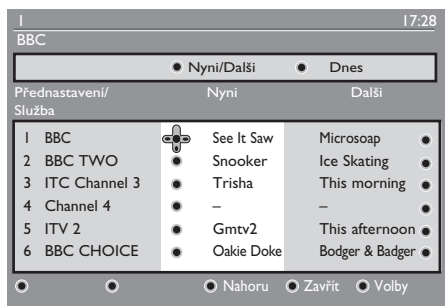 1 17:28
BBC
Nyni/Dalši Dnes
Přednastavení/ Nyni Dalši
Služba
1 BBC See It Saw Microsoap
2 BBC TWO Snooker Ice Skating
3 ITC Channel 3 Trisha This morning
4 Channel 4 – –
5 ITV 2 Gmtv2 This afternoon
6 BBC CHOICE Oakie Doke Bodger & Badger
Nahoru Zavřít Volby